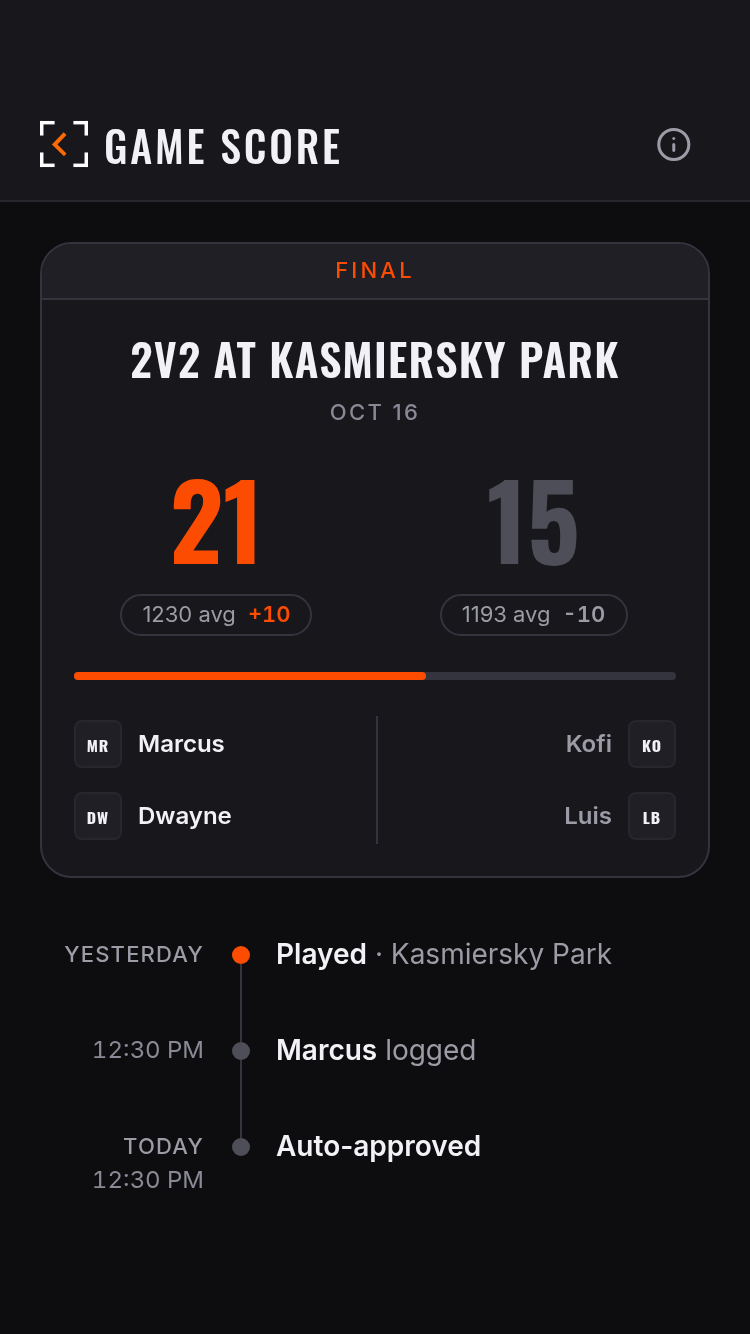 GAME SCORE
FINAL
2V2 AT KASMIERSKY PARK
OCT 16
21 15
1230 avg +10 1193 avg -10
MR Marcus Kofi KO
DW Dwayne Luis LB
YESTERDAY Played · Kasmiersky Park
12:30 PM Marcus logged
TODAY Auto-approved
12:30 PM